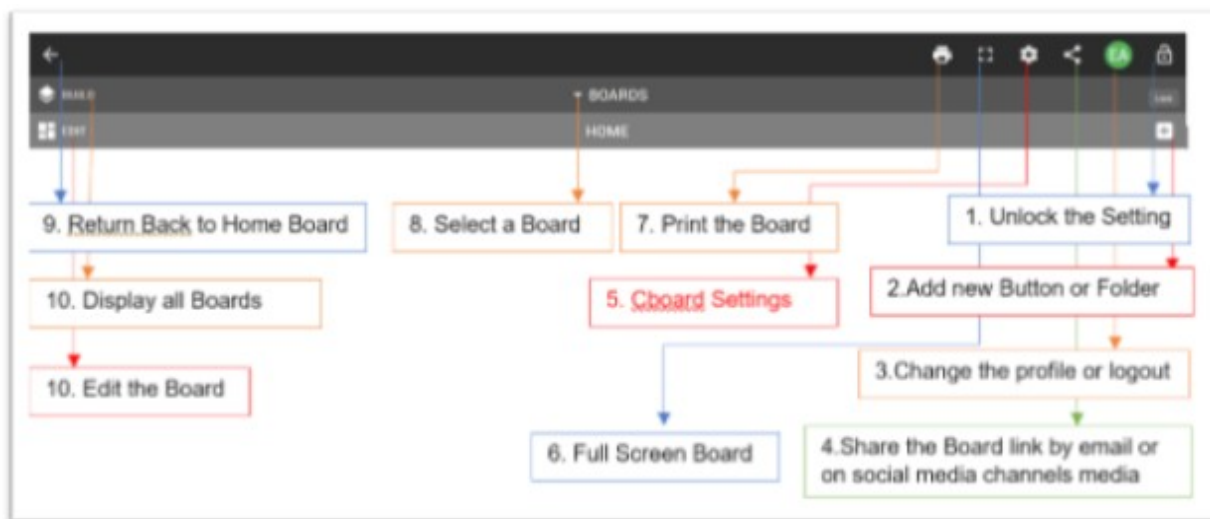 EA
BUILD
BOARDS
EDIT
HOME
9. Return Back to Home Board
8. Select a Board
7. Print the Board
1. Unlock the Setting
10. Display all Boards
5. Cboard Settings
2.Add new Button or Folder
10. Edit the Board
3.Change the profile or logout
6. Full Screen Board
4.Share the Board link by email or
on social media channels media